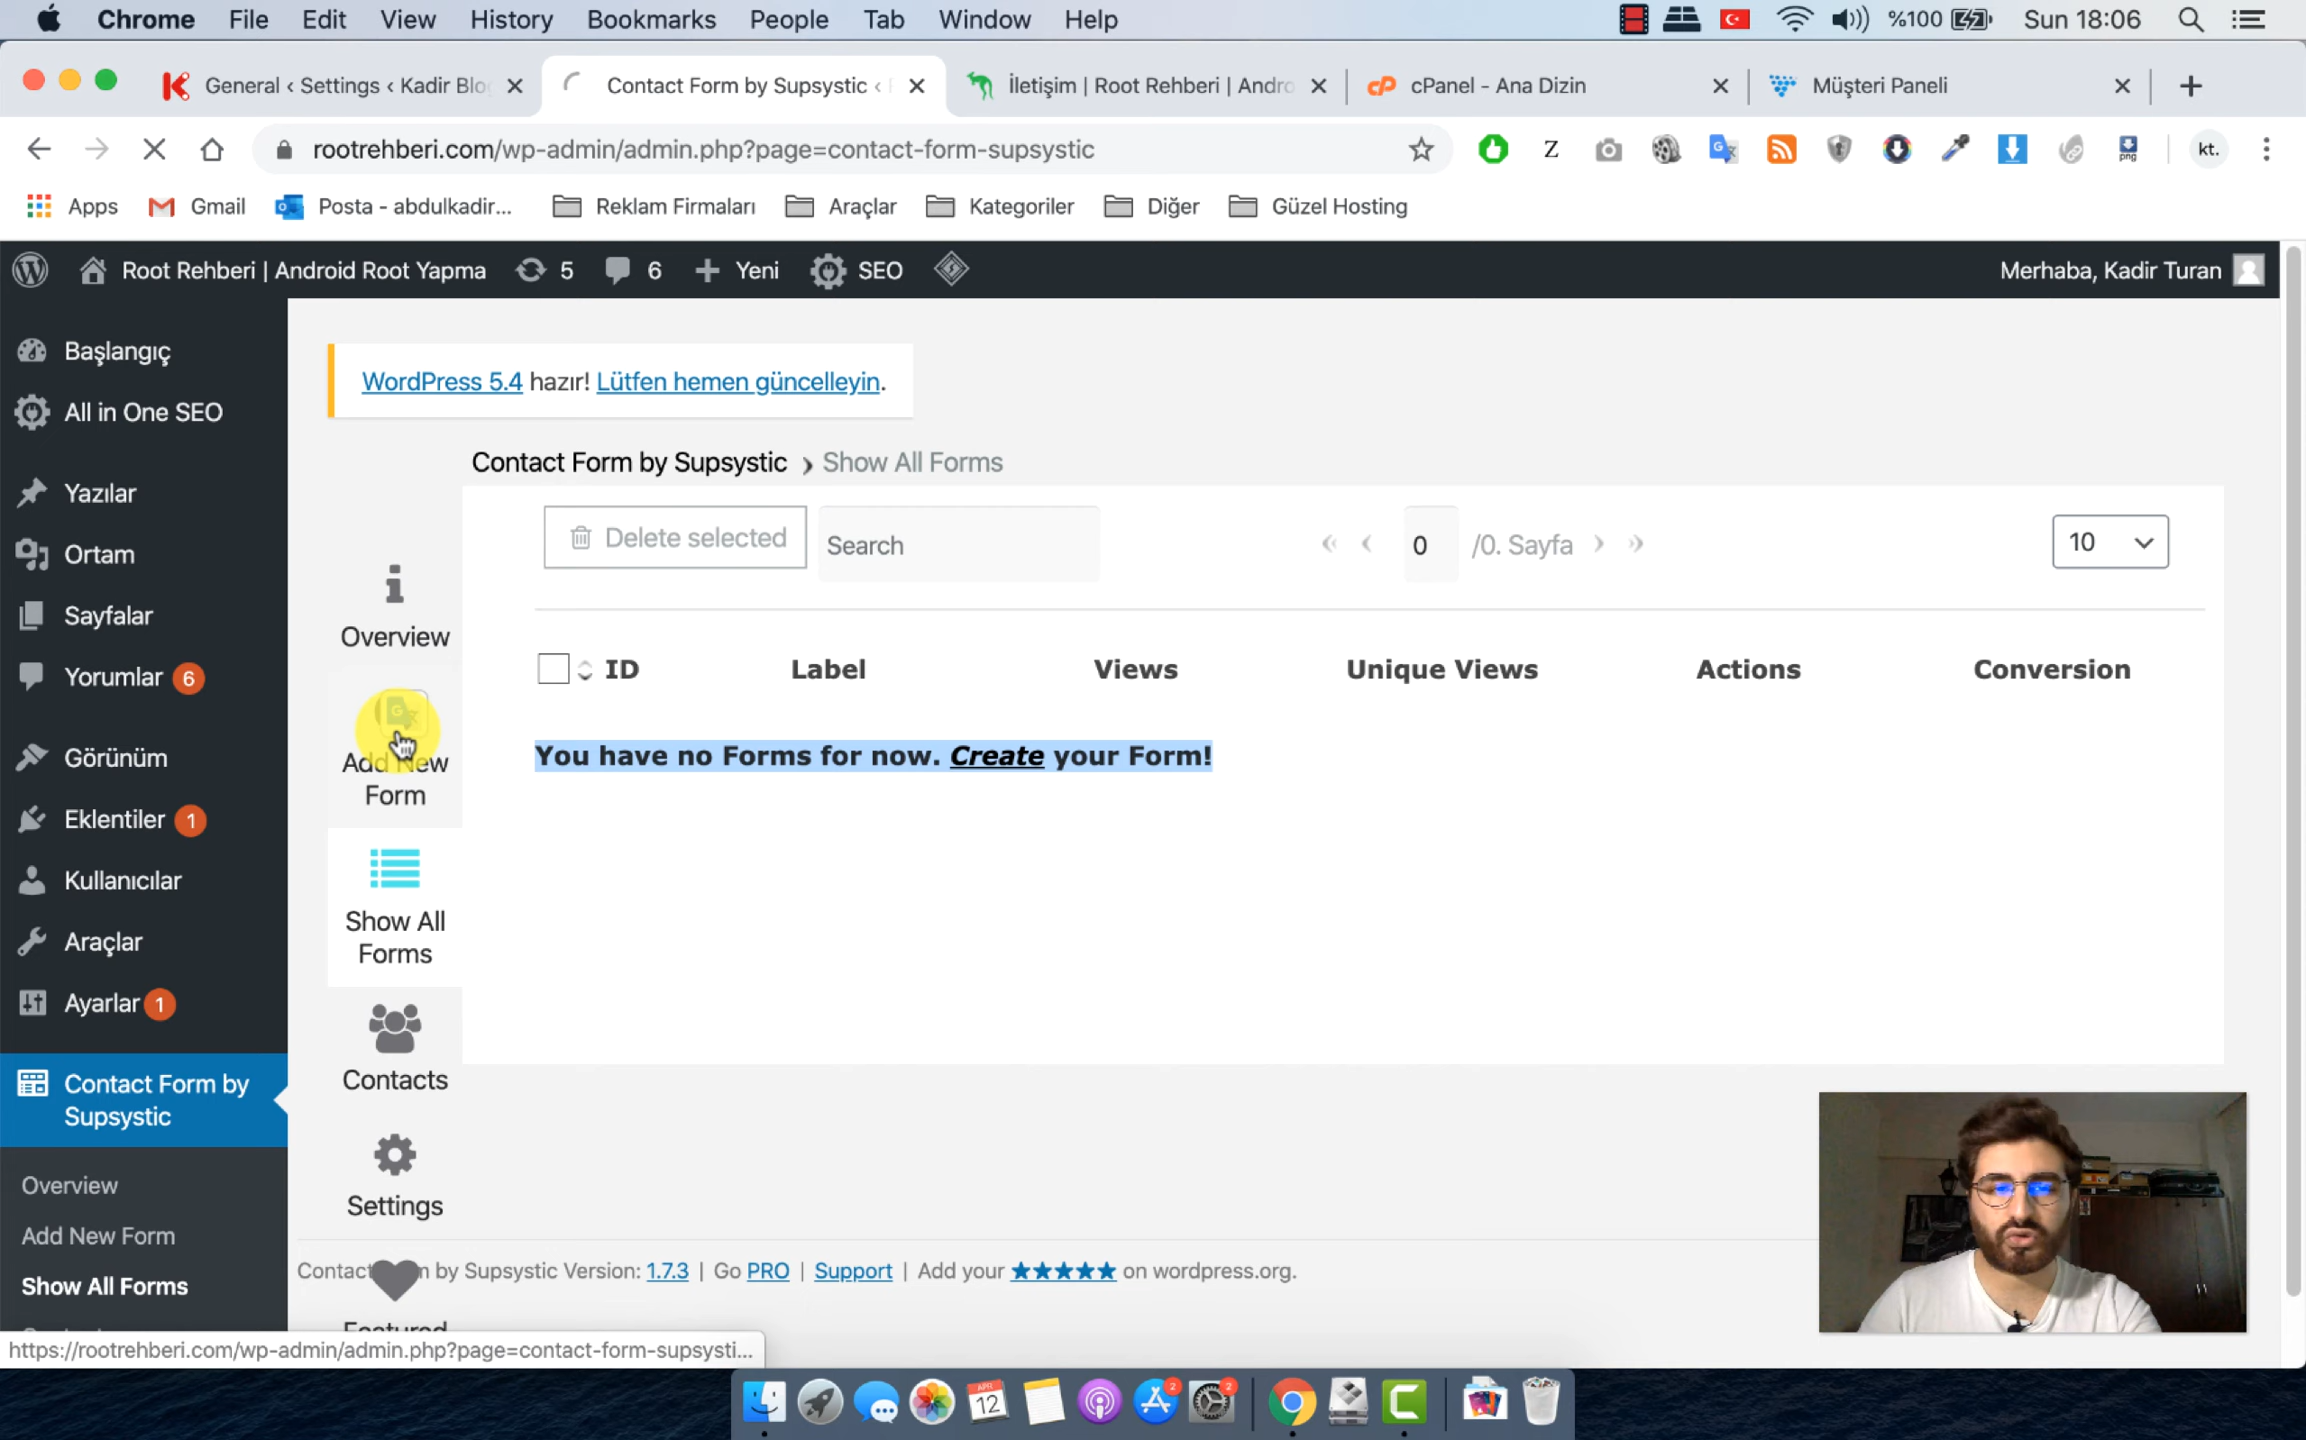 Chrome File Edit View History Bookmarks People Tab Window Help %100 Sun 18:06
General ‹ Settings ‹ Kadir Blo
Contact Form by Supsystic ‹
İletişim | Root Rehberi | Andro
cPanel - Ana Dizin
Müşteri Paneli
rootrehberi.com/wp-admin/admin.php?page=contact-form-supsystic
Z
png
kt.
Apps Gmail Posta - abdulkadir... Reklam Firmaları Araçlar Kategoriler Diğer Güzel Hosting
Root Rehberi | Android Root Yapma 5 6 Yeni SEO
Merhaba, Kadir Turan
Başlangıç
All in One SEO
Yazılar
Ortam
Sayfalar
Yorumlar 6
Görünüm
Eklentiler 1
Kullanıcılar
Araçlar
Ayarlar 1
Contact Form by
Supsystic
Overview
Add New Form
Show All Forms
WordPress 5.4 hazır! Lütfen hemen güncelleyin.
Contact Form by Supsystic › Show All Forms
Overview
Add New
Form
Show All
Forms
Contacts
Settings
Featured
Delete selected
Search
0 /0. Sayfa
10
ID Label Views Unique Views Actions Conversion
You have no Forms for now. Create your Form!
Contact by Supsystic Version: 1.7.3 | Go PRO | Support | Add your ★★★★★ on wordpress.org.
https://rootrehberi.com/wp-admin/admin.php?page=contact-form-supsysti...
APR
12
2
2